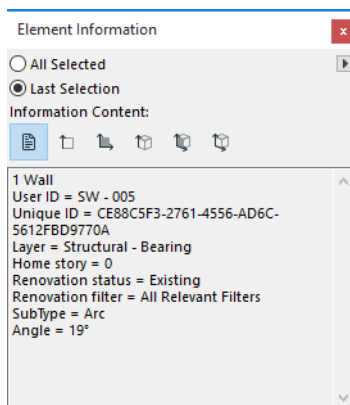 Element Information
x
All Selected
Last Selection
Information Content:
1 Wall
User ID = SW - 005
Unique ID = CE88C5F3-2761-4556-AD6C-
5612FBD9770A
Layer = Structural - Bearing
Home story = 0
Renovation status = Existing
Renovation filter = All Relevant Filters
SubType = Arc
Angle = 19°